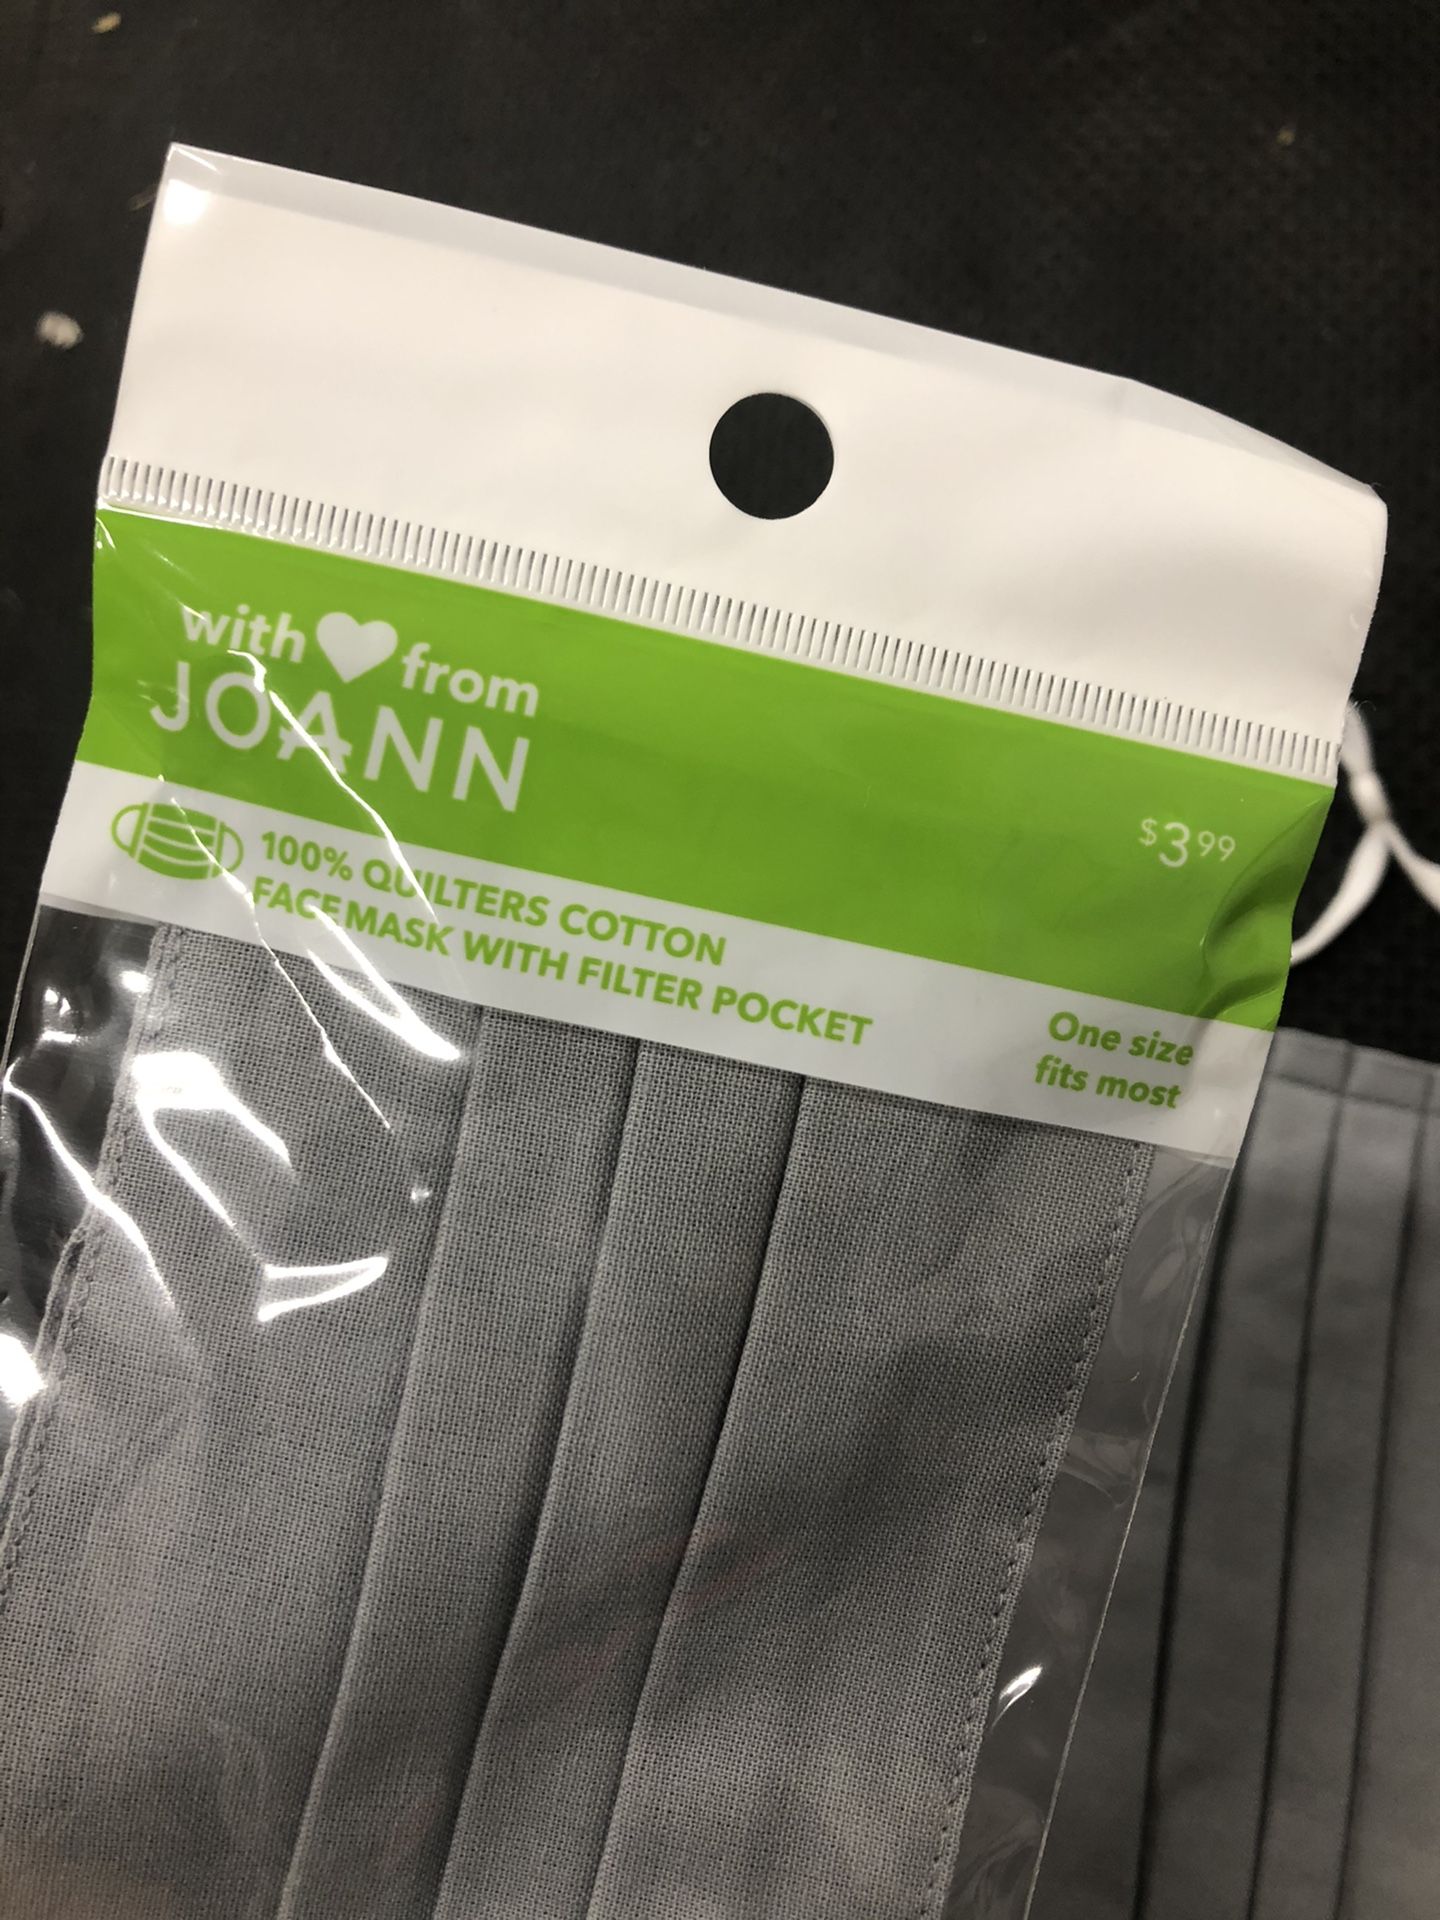 with from
JOANN
$3.99
100% QUILTERS COTTON
FACEMASK WITH FILTER POCKET
One size
fits most